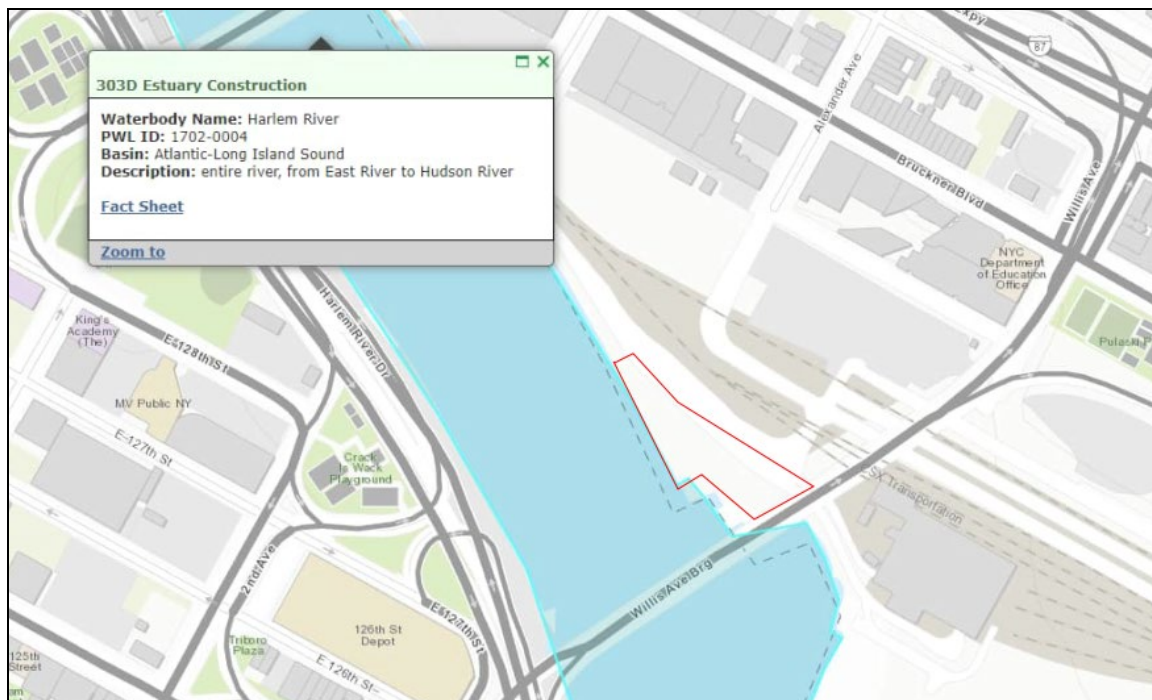 Expy
87
303D Estuary Construction
Waterbody Name: Harlem River
PWL ID: 1702-0004
Basin: Atlantic-Long Island Sound
Description: entire river, from East River to Hudson River
Fact Sheet
Zoom to
Alexander Ave
Bruckner Blvd
Willis Ave
NYC
Department
of Education
Office
Pulaski P
Harlem River Dr
King's
Academy
(The)
E 128th St
MV Public NY
E 127th St
Crack
Is Wack
Playground
CSX Transportation
2nd Ave
Willis Ave Brg
E 127th St
126th St
Depot
Triboro
Plaza
E 126th St
125th
Street
am